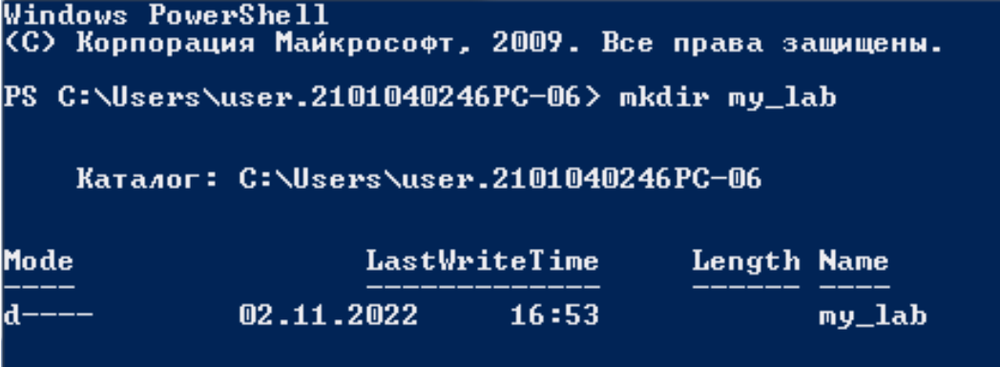 Windows PowerShell
(C) Корпорация Майкрософт, 2009. Все права защищены.
PS C:\Users\user.2101040246PC-06> mkdir my_lab
Каталог: C:\Users\user.2101040246PC-06
Mode LastWriteTime Length Name
---- ------------- ------ ----
d---- 02.11.2022 16:53 my_lab